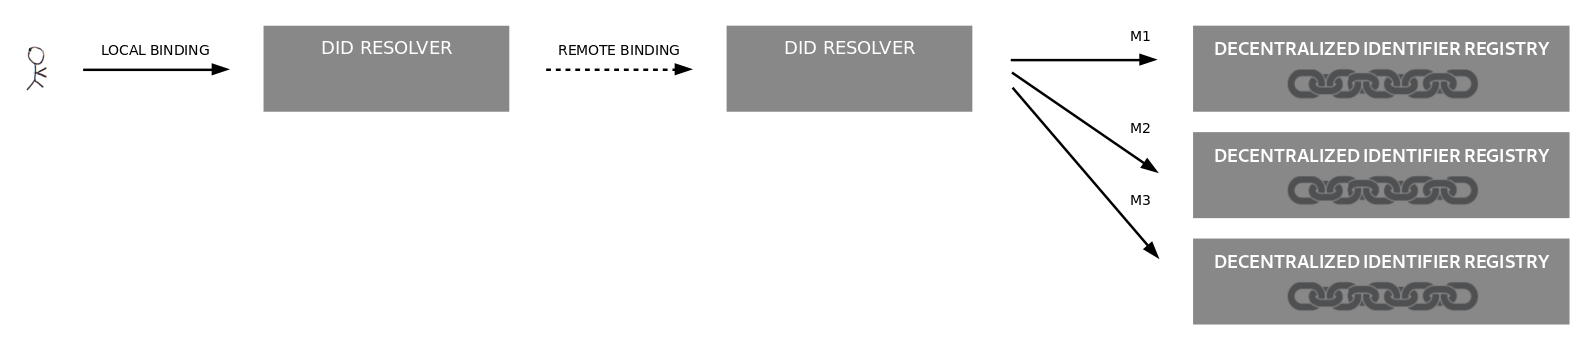 LOCAL BINDING
DID RESOLVER
REMOTE BINDING
DID RESOLVER
M1
DECENTRALIZED IDENTIFIER REGISTRY
M2
DECENTRALIZED IDENTIFIER REGISTRY
M3
DECENTRALIZED IDENTIFIER REGISTRY